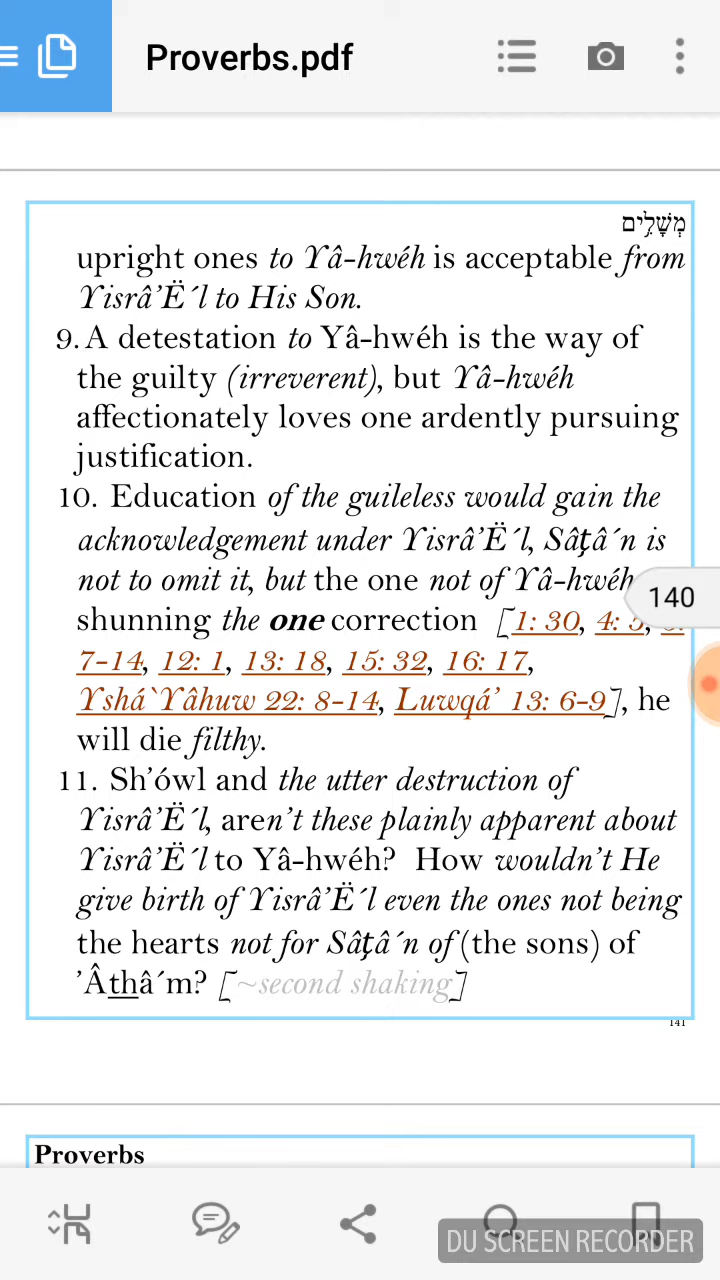 Proverbs.pdf
מְשָׁלִ֑ים
upright ones to Yâ-hwéh is acceptable from
Yisrâ’Ë´l to His Son.
9. A detestation to Yâ-hwéh is the way of
the guilty (irreverent), but Yâ-hwéh
affectionately loves one ardently pursuing
justification.
10. Education of the guileless would gain the
acknowledgement under Yisrâ’Ë´l, Sâţâ´n is
not to omit it, but the one not of Yâ-hwéh
140
shunning the one correction [1: 30, 4:
7-14, 12: 1, 13: 18, 15: 32, 16: 17,
Yshá`Yâhuw 22: 8-14, Luwqá’ 13: 6-9], he
will die filthy.
11. Sh’ówl and the utter destruction of
Yisrâ’Ë´l, aren’t these plainly apparent about
Yisrâ’Ë´l to Yâ-hwéh? How wouldn’t He
give birth of Yisrâ’Ë´l even the ones not being
the hearts not for Sâţâ´n of (the sons) of
’Âthâ´m? [~second shaking]
141
Proverbs
DU SCREEN RECORDER